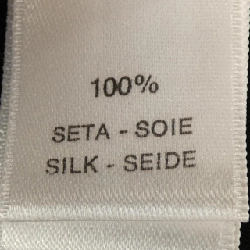 100%
SETA - SOIE
SILK - SEIDE